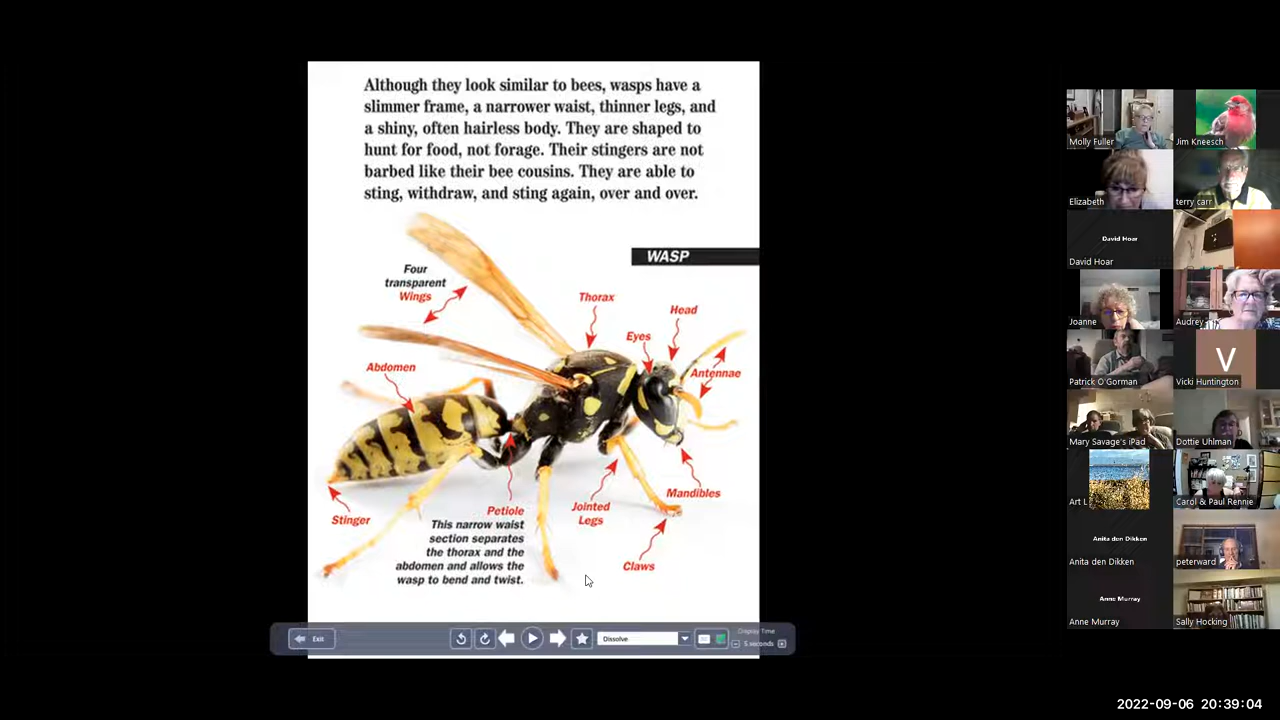 Although they look similar to bees, wasps have a
slimmer frame, a narrower waist, thinner legs, and
a shiny, often hairless body. They are shaped to
hunt for food, not forage. Their stingers are not
barbed like their bee cousins. They are able to
sting, withdraw, and sting again, over and over.
WASP
Four
transparent
Wings
Thorax
Head
Eyes
Antennae
Abdomen
Mandibles
Jointed
Legs
Stinger
Petiole
This narrow waist
section separates
the thorax and the
abdomen and allows the
wasp to bend and twist.
Claws
Exit
Dissolve
Display Time
5 seconds
Molly Fuller
Jim Kneesch
Elizabeth
terry carr
David Hoar
David Hoar
Joanne
Audrey
Patrick O'Gorman
V
Vicki Huntington
Mary Savage's iPad
Dottie Uhlman
Art L
Carol & Paul Rennie
Anita den Dikken
Anita den Dikken
peterward
Anne Murray
Anne Murray
Sally Hocking
2022-09-06 20:39:04